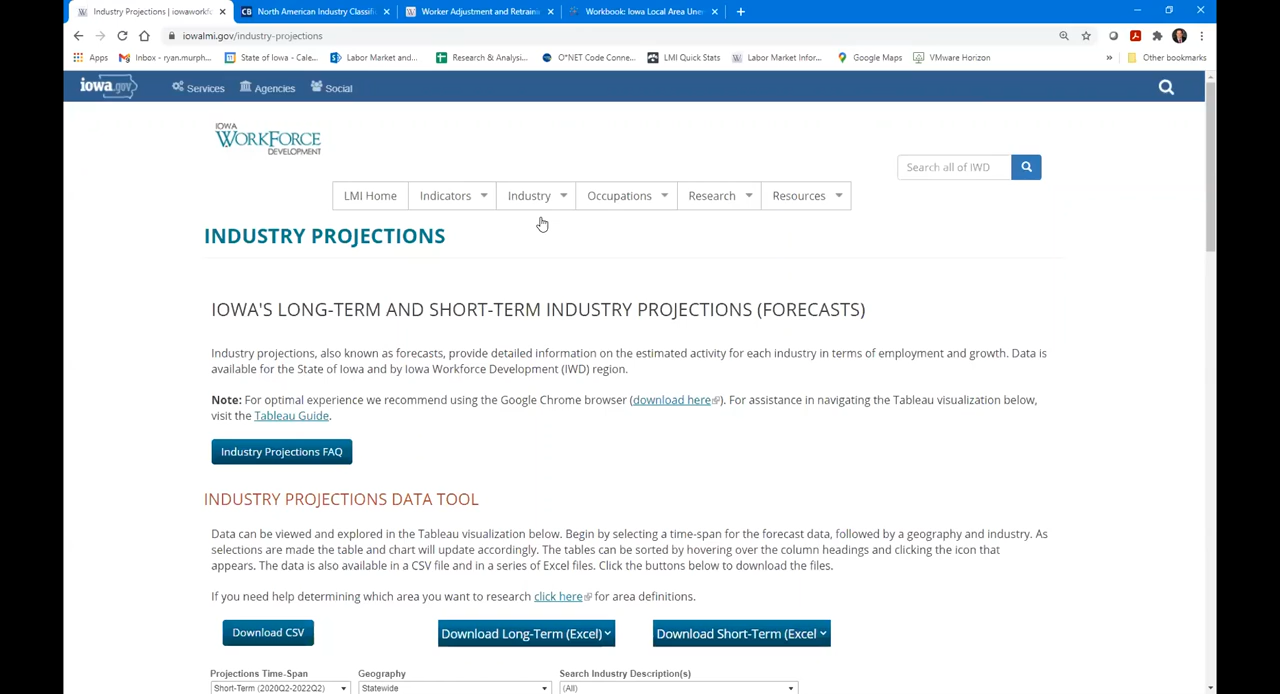 Industry Projections | iowaworkf
North American Industry Classifi
Worker Adjustment and Retraini
Workbook: Iowa Local Area Une
iowalmi.gov/industry-projections
Apps
Inbox - ryan.murph...
State of Iowa - Cale...
Labor Market and...
Research & Analysi...
O*NET Code Conne...
LMI Quick Stats
Labor Market Infor...
Google Maps
VMware Horizon
»
Other bookmarks
iowa.gov
Services
Agencies
Social
IOWA
WORKFORCE
DEVELOPMENT
Search all of IWD
LMI Home
Indicators
Industry
Occupations
Research
Resources
INDUSTRY PROJECTIONS
IOWA'S LONG-TERM AND SHORT-TERM INDUSTRY PROJECTIONS (FORECASTS)
Industry projections, also known as forecasts, provide detailed information on the estimated activity for each industry in terms of employment and growth. Data is
available for the State of Iowa and by Iowa Workforce Development (IWD) region.
Note: For optimal experience we recommend using the Google Chrome browser (download here). For assistance in navigating the Tableau visualization below,
visit the Tableau Guide.
Industry Projections FAQ
INDUSTRY PROJECTIONS DATA TOOL
Data can be viewed and explored in the Tableau visualization below. Begin by selecting a time-span for the forecast data, followed by a geography and industry. As
selections are made the table and chart will update accordingly. The tables can be sorted by hovering over the column headings and clicking the icon that
appears. The data is also available in a CSV file and in a series of Excel files. Click the buttons below to download the files.
If you need help determining which area you want to research click here for area definitions.
Download CSV
Download Long-Term (Excel)
Download Short-Term (Excel
Projections Time-Span
Geography
Search Industry Description(s)
Short-Term (2020Q2-2022Q2)
Statewide
(All)